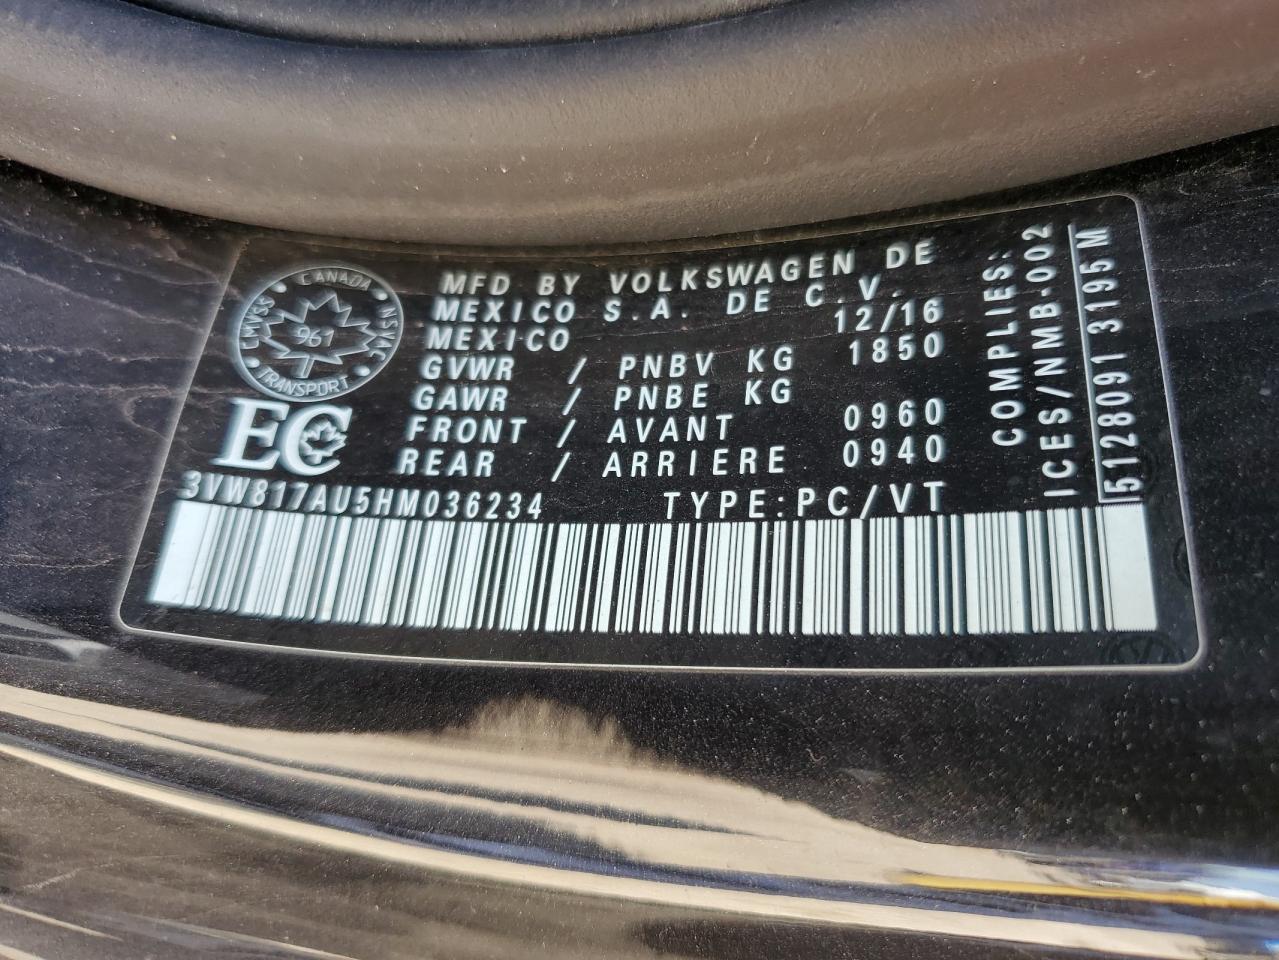 CANADA
CMVSS
NSVAC
961
TRANSPORT
EC
MFD BY VOLKSWAGEN DE
MEXICO S.A. DE C.V.
MEXICO 12/16
GVWR / PNBV KG 1850
GAWR / PNBE KG
FRONT / AVANT 0960
REAR / ARRIERE 0940
3VW817AU5HM036234 TYPE:PC/VT
COMPLIES:
ICES/NMB-002
5128091 3195M